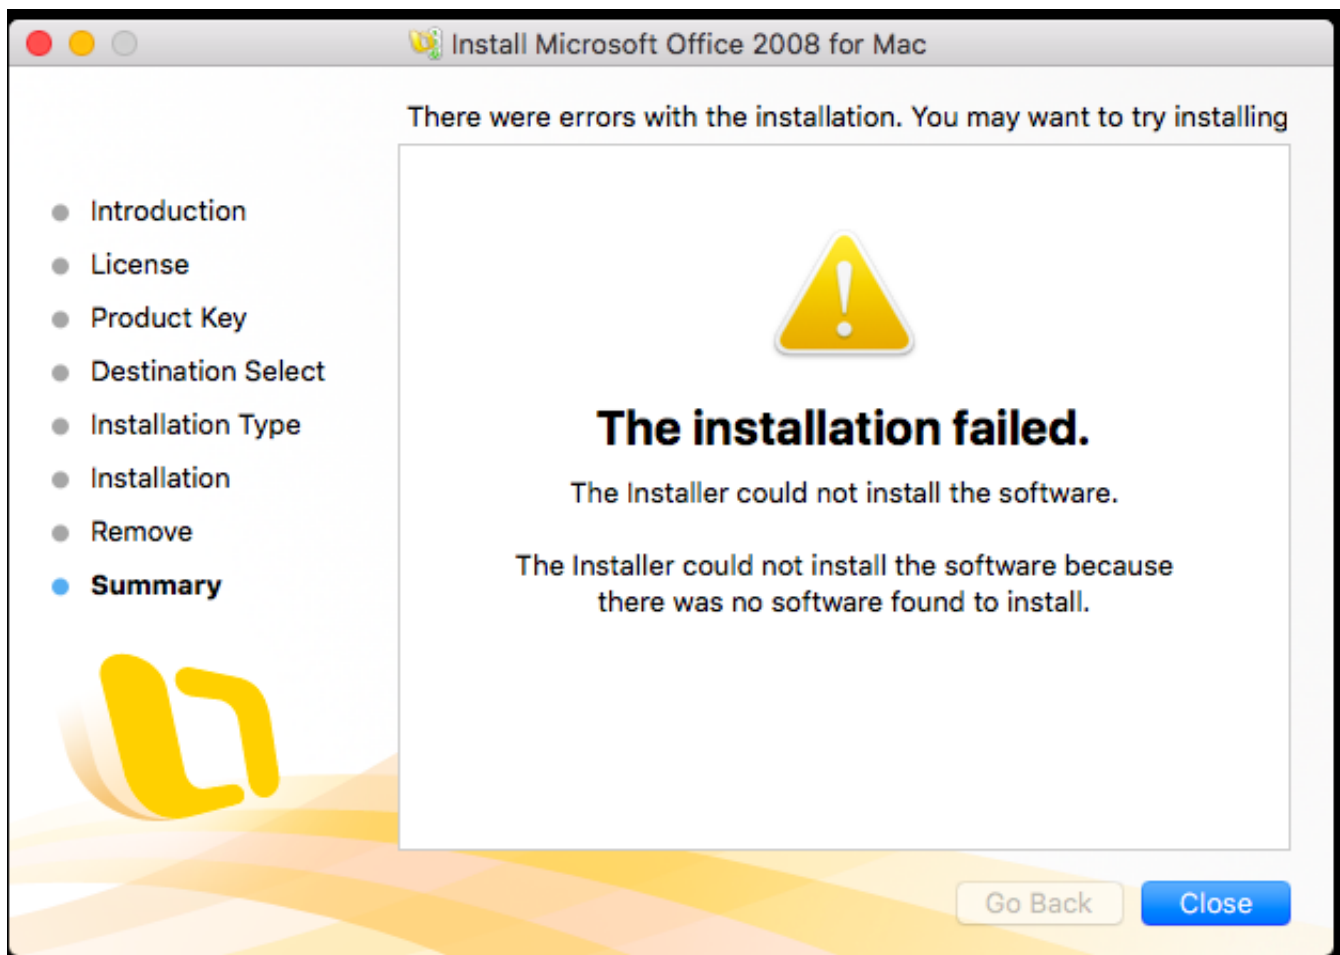 Install Microsoft Office 2008 for Mac
There were errors with the installation. You may want to try installing
Introduction
License
Product Key
Destination Select
Installation Type
Installation
Remove
Summary
The installation failed.
The Installer could not install the software.
The Installer could not install the software because
there was no software found to install.
Go Back
Close